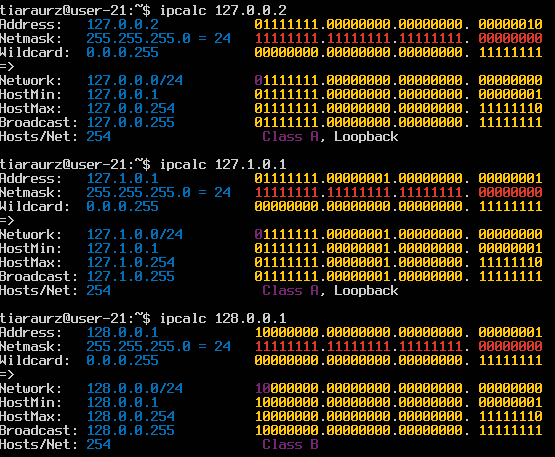 tiaraurz@user-21:~$ ipcalc 127.0.0.2
Address:   127.0.0.2            01111111.00000000.00000000. 00000010
Netmask:   255.255.255.0 = 24   11111111.11111111.11111111. 00000000
Wildcard:  0.0.0.255            00000000.00000000.00000000. 11111111
=>
Network:   127.0.0.0/24         01111111.00000000.00000000. 00000000
HostMin:   127.0.0.1            01111111.00000000.00000000. 00000001
HostMax:   127.0.0.254          01111111.00000000.00000000. 11111110
Broadcast: 127.0.0.255          01111111.00000000.00000000. 11111111
Hosts/Net: 254                   Class A, Loopback
tiaraurz@user-21:~$ ipcalc 127.1.0.1
Address:   127.1.0.1            01111111.00000001.00000000. 00000001
Netmask:   255.255.255.0 = 24   11111111.11111111.11111111. 00000000
Wildcard:  0.0.0.255            00000000.00000000.00000000. 11111111
=>
Network:   127.1.0.0/24         01111111.00000001.00000000. 00000000
HostMin:   127.1.0.1            01111111.00000001.00000000. 00000001
HostMax:   127.1.0.254          01111111.00000001.00000000. 11111110
Broadcast: 127.1.0.255          01111111.00000001.00000000. 11111111
Hosts/Net: 254                   Class A, Loopback
tiaraurz@user-21:~$ ipcalc 128.0.0.1
Address:   128.0.0.1            10000000.00000000.00000000. 00000001
Netmask:   255.255.255.0 = 24   11111111.11111111.11111111. 00000000
Wildcard:  0.0.0.255            00000000.00000000.00000000. 11111111
=>
Network:   128.0.0.0/24         10000000.00000000.00000000. 00000000
HostMin:   128.0.0.1            10000000.00000000.00000000. 00000001
HostMax:   128.0.0.254          10000000.00000000.00000000. 11111110
Broadcast: 128.0.0.255          10000000.00000000.00000000. 11111111
Hosts/Net: 254                   Class B